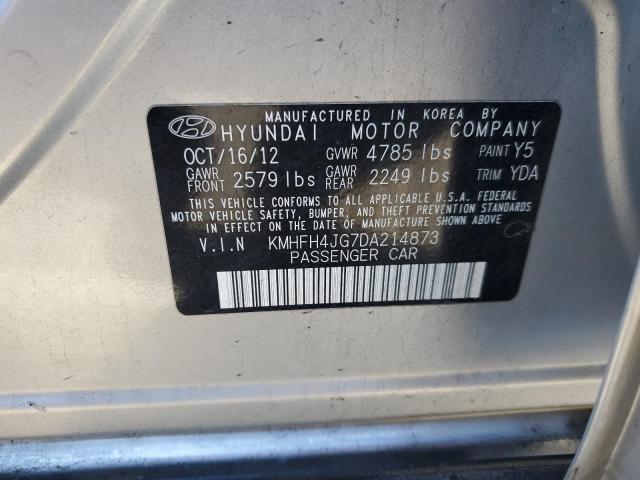 MANUFACTURED IN KOREA BY
HYUNDAI MOTOR COMPANY
OCT/16/12 GVWR 4785 lbs PAINT Y5
GAWR FRONT 2579 lbs GAWR REAR 2249 lbs TRIM YDA
THIS VEHICLE CONFORMS TO ALL APPLICABLE U.S.A. FEDERAL
MOTOR VEHICLE SAFETY, BUMPER, AND THEFT PREVENTION STANDARDS
IN EFFECT ON THE DATE OF MANUFACTURE SHOWN ABOVE.
V.I.N KMHFH4JG7DA214873
PASSENGER CAR